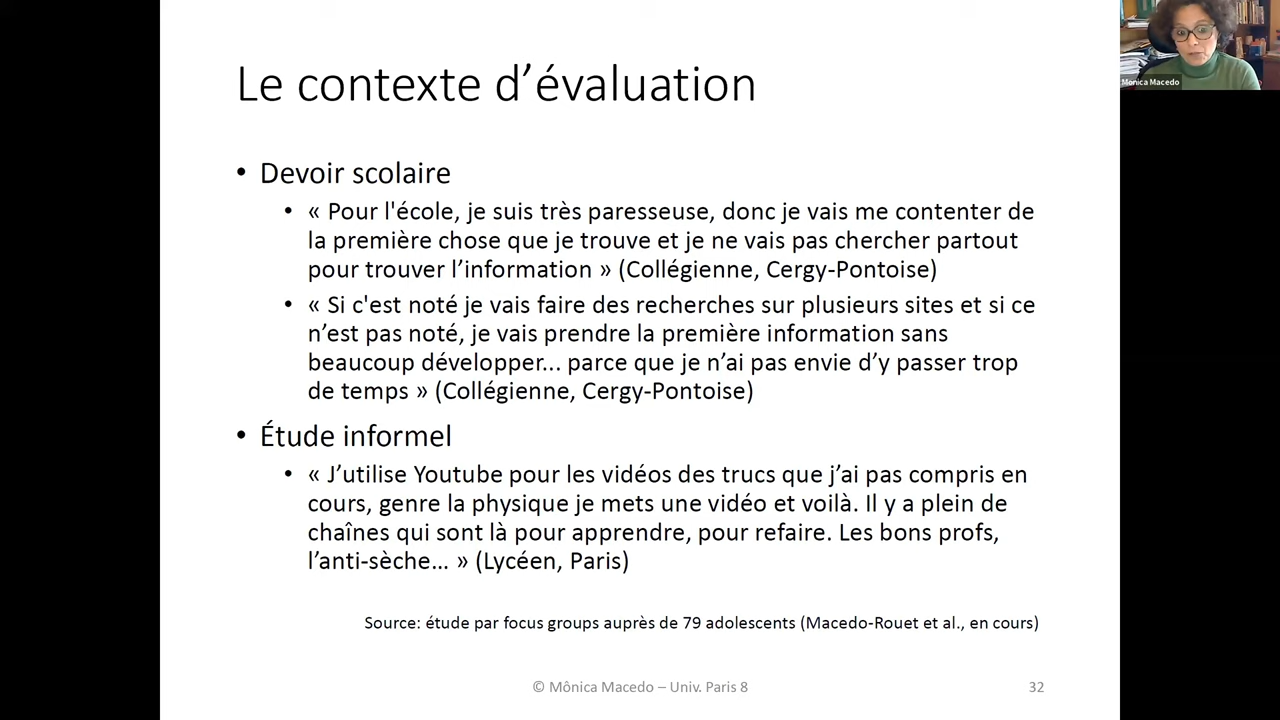 Le contexte d’évaluation
• Devoir scolaire
• « Pour l'école, je suis très paresseuse, donc je vais me contenter de
la première chose que je trouve et je ne vais pas chercher partout
pour trouver l’information » (Collégienne, Cergy-Pontoise)
• « Si c'est noté je vais faire des recherches sur plusieurs sites et si ce
n’est pas noté, je vais prendre la première information sans
beaucoup développer... parce que je n’ai pas envie d’y passer trop
de temps » (Collégienne, Cergy-Pontoise)
• Étude informel
• « J’utilise Youtube pour les vidéos des trucs que j’ai pas compris en
cours, genre la physique je mets une vidéo et voilà. Il y a plein de
chaînes qui sont là pour apprendre, pour refaire. Les bons profs,
l’anti-sèche… » (Lycéen, Paris)
Source: étude par focus groups auprès de 79 adolescents (Macedo-Rouet et al., en cours)
© Mônica Macedo – Univ. Paris 8
32
Monica Macedo